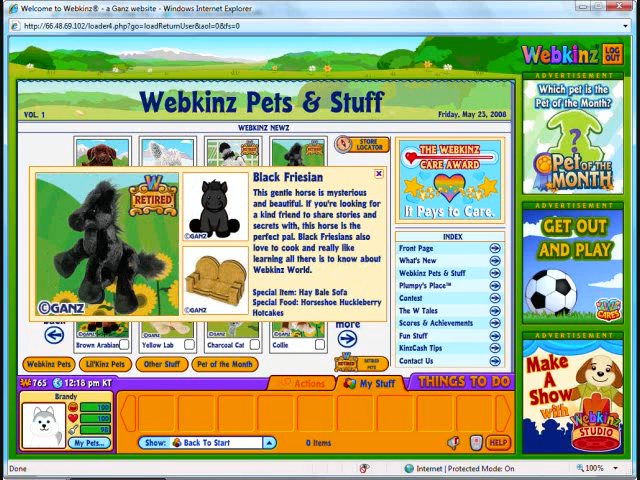 Welcome to Webkinz® - a Ganz website - Windows Internet Explorer
http://66.48.69.102/loader4.php?go=loadReturnUser&aol=0&fs=0
Webkinz
LOG OUT
Webkinz Pets & Stuff
VOL. 1
Friday, May 23, 2008
WEBKINZ NEWZ
STORE LOCATOR
Black Friesian
This gentle horse is mysterious
and beautiful. If you're looking for
a kind friend to share stories and
secrets with, this horse is the
perfect pal. Black Friesians also
love to cook and really like
learning all there is to know about
Webkinz World.
Special Item: Hay Bale Sofa
Special Food: Horseshoe Huckleberry
Hotcakes
W
RETIRED
©GANZ
©GANZ
©GANZ
Back
more
Brown Arabian
Yellow Lab
Charcoal Cat
Collie
Webkinz Pets
Lil'Kinz Pets
Other Stuff
Pet of the Month
RETIRED
RETIRED PETS
THE WEBKINZ
CARE AWARD
It Pays to Care.
INDEX
Front Page
What's New
Webkinz Pets & Stuff
Plumpy's Place™
Contest
The W Tales
Scores & Achievements
Fun Stuff
KinzCash Tips
Contact Us
ADVERTISEMENT
Which pet is the
Pet of the Month?
?
Pet OF THE
MONTH
ADVERTISEMENT
GET OUT
AND PLAY
CARES
ADVERTISEMENT
Make
A Show
with
WEBKINZ
STUDIO
765
12:18 pm KT
Actions
My Stuff
THINGS TO DO
Brandy
100
100
98
My Pets...
Show:
Back To Start
0 Items
HELP
Done
Internet | Protected Mode: On
100%